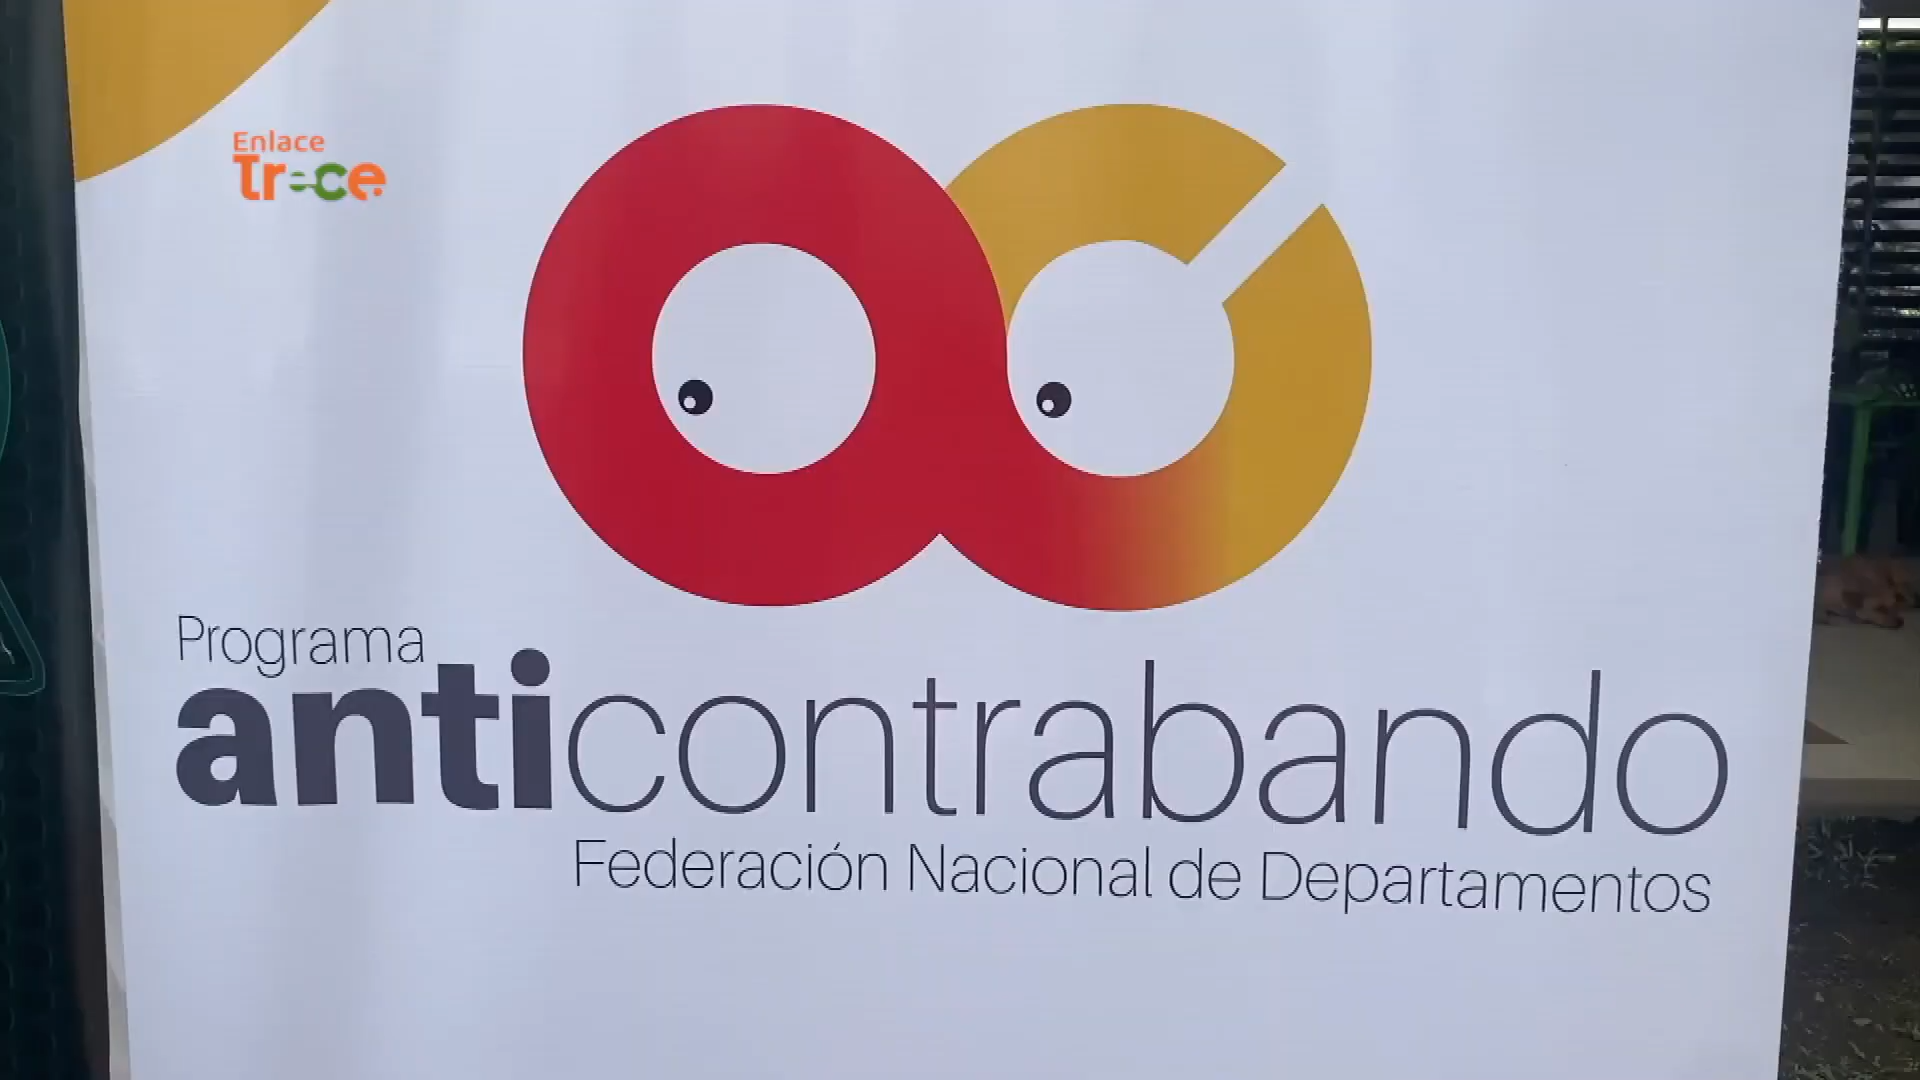 Enlace
trece
Programa
anticontrabando
Federación Nacional de Departamentos